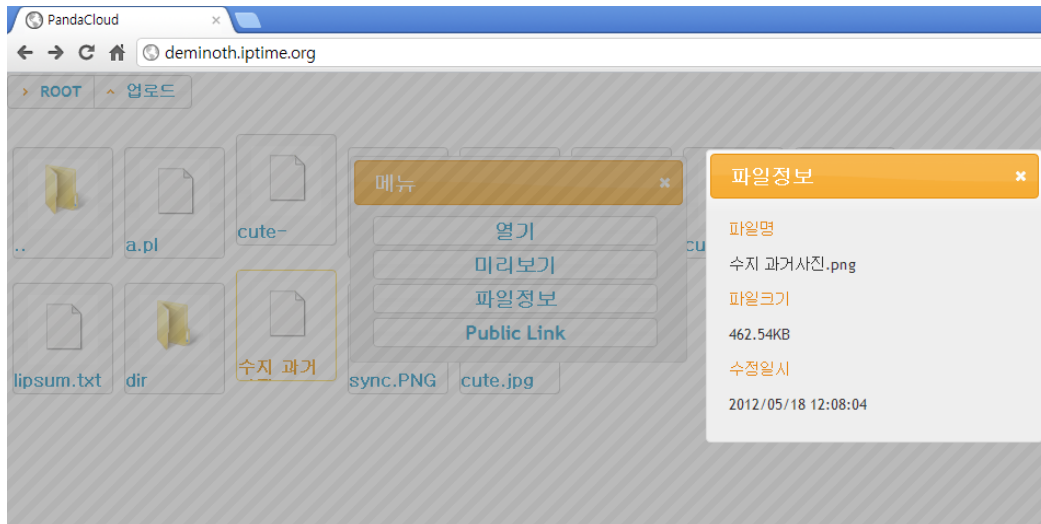 PandaCloud
deminoth.iptime.org
ROOT
업로드
..
a.pl
cute-
메뉴
열기
미리보기
파일정보
Public Link
cu
lipsum.txt
dir
수지 과거
sync.PNG
cute.jpg
파일정보
파일명
수지 과거사진.png
파일크기
462.54KB
수정일시
2012/05/18 12:08:04